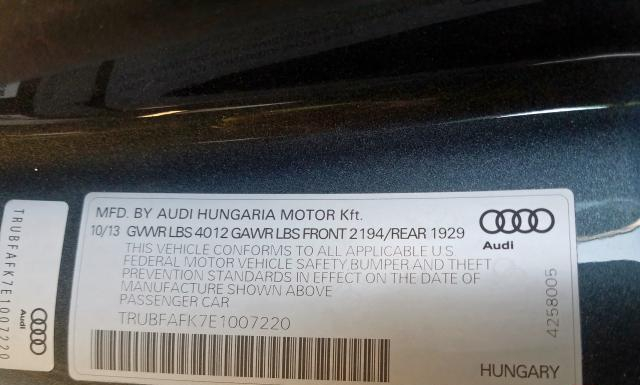 TRUBFAFK7E1007220
Audi
MFD. BY AUDI HUNGARIA MOTOR Kft.
10/13 GVWR LBS 4012 GAWR LBS FRONT 2194/REAR 1929
THIS VEHICLE CONFORMS TO ALL APPLICABLE U.S
FEDERAL MOTOR VEHICLE SAFETY BUMPER AND THEFT
PREVENTION STANDARDS IN EFFECT ON THE DATE OF
MANUFACTURE SHOWN ABOVE
PASSENGER CAR
TRUBFAFK7E1007220
Audi
4258005
HUNGARY